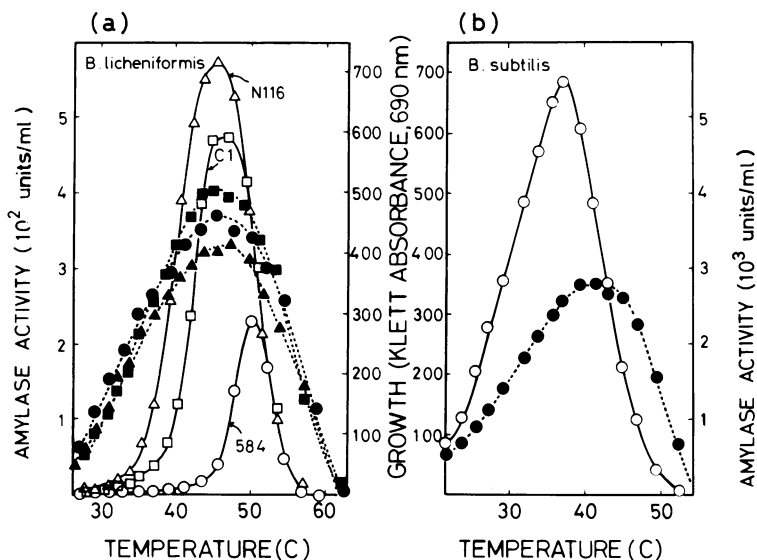 (a)
(b)
B. licheniformis
N116
C1
584
5
4
3
2
1
AMYLASE ACTIVITY (10² units/ml)
700
600
500
400
300
200
100
30 40 50 60
TEMPERATURE(C)
GROWTH (KLETT ABSORBANCE, 690 nm)
B. subtilis
700
600
500
400
300
200
100
5
4
3
2
1
AMYLASE ACTIVITY (10³ units/ml)
30 40 50
TEMPERATURE (C)